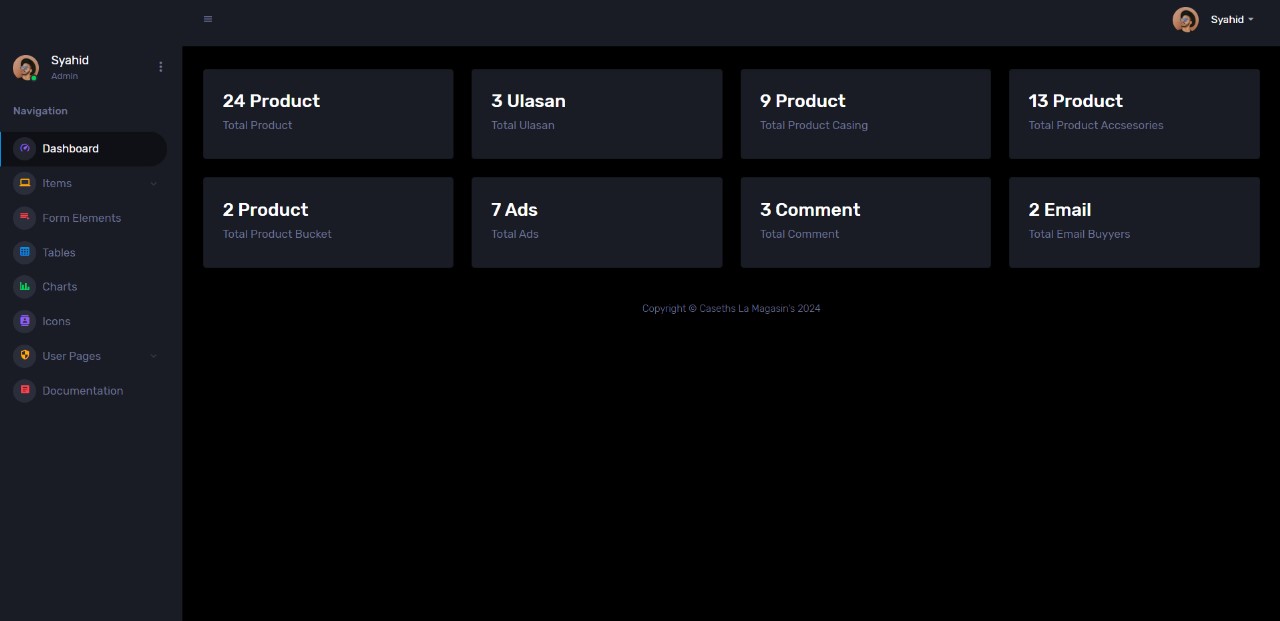 Syahid
Syahid
Admin
Navigation
Dashboard
Items
Form Elements
Tables
Charts
Icons
User Pages
Documentation
24 Product
Total Product
3 Ulasan
Total Ulasan
9 Product
Total Product Casing
13 Product
Total Product Accsesories
2 Product
Total Product Bucket
7 Ads
Total Ads
3 Comment
Total Comment
2 Email
Total Email Buyyers
Copyright © Caseths La Magasin's 2024